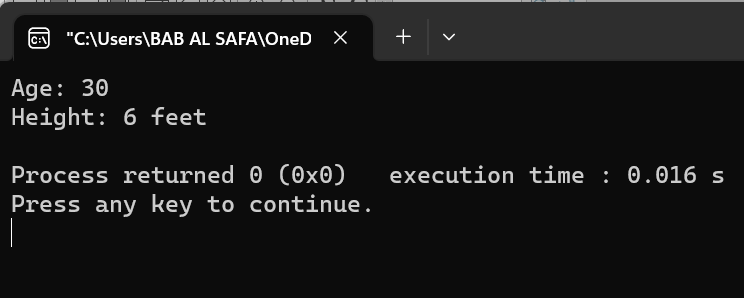 "C:\Users\BAB AL SAFA\OneD
Age: 30
Height: 6 feet
Process returned 0 (0x0)   execution time : 0.016 s
Press any key to continue.